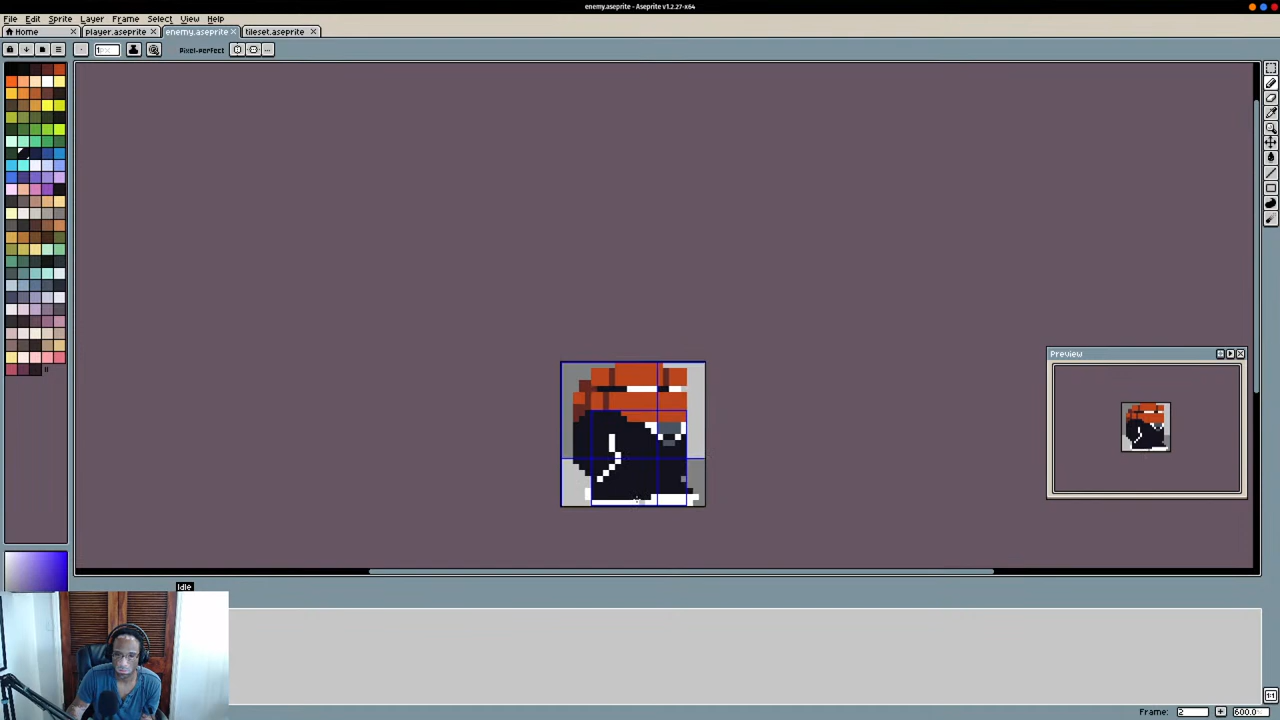 enemy.aseprite - Aseprite v1.2.27-x64
File Edit Sprite Layer Frame Select View Help
Home player.aseprite enemy.aseprite tileset.aseprite
Pixel-perfect
Preview
Idle
Frame: 2 600.0